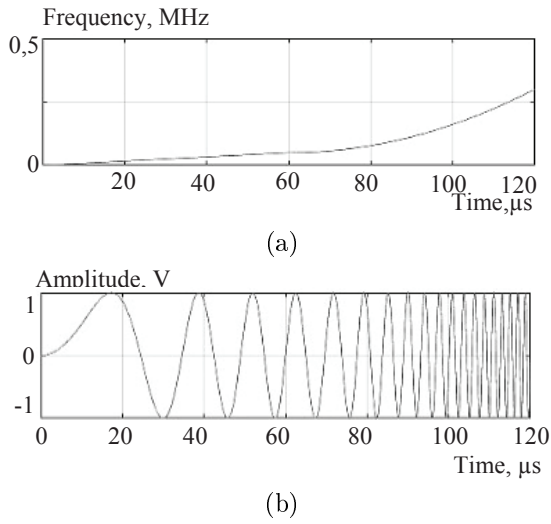 Frequency, MHz
0,5
0
20 40 60 80 100 120
Time,µs
(a)
Amplitude, V
1
0
-1
0 20 40 60 80 100 120
Time, µs
(b)